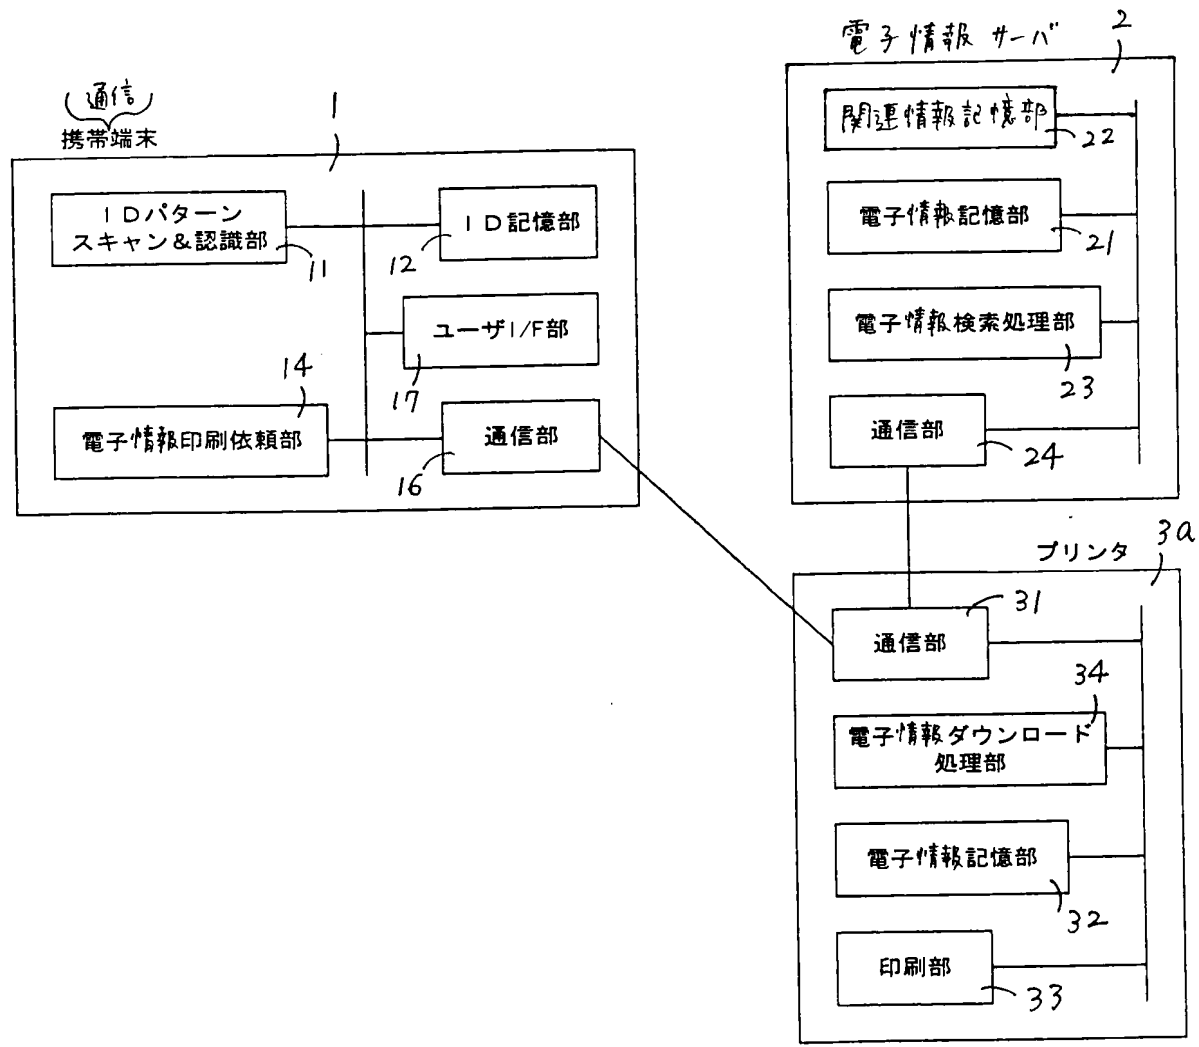 通信
携帯端末
1
IDパターン
スキャン&認識部
11
ID記憶部
12
ユーザI/F部
17
14
電子情報印刷依頼部
通信部
16
電子情報サーバ
2
関連情報記憶部
22
電子情報記憶部
21
電子情報検索処理部
23
通信部
24
プリンタ
3a
通信部
31
34
電子情報ダウンロード
処理部
電子情報記憶部
32
印刷部
33